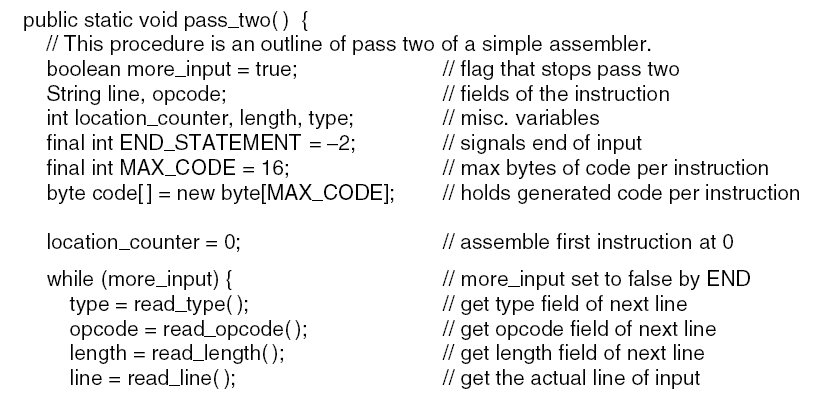 public static void pass_two( ) {
// This procedure is an outline of pass two of a simple assembler.
boolean more_input = true; // flag that stops pass two
String line, opcode; // fields of the instruction
int location_counter, length, type; // misc. variables
final int END_STATEMENT = –2; // signals end of input
final int MAX_CODE = 16; // max bytes of code per instruction
byte code[ ] = new byte[MAX_CODE]; // holds generated code per instruction
location_counter = 0; // assemble first instruction at 0
while (more_input) { // more_input set to false by END
type = read_type( ); // get type field of next line
opcode = read_opcode( ); // get opcode field of next line
length = read_length( ); // get length field of next line
line = read_line( ); // get the actual line of input